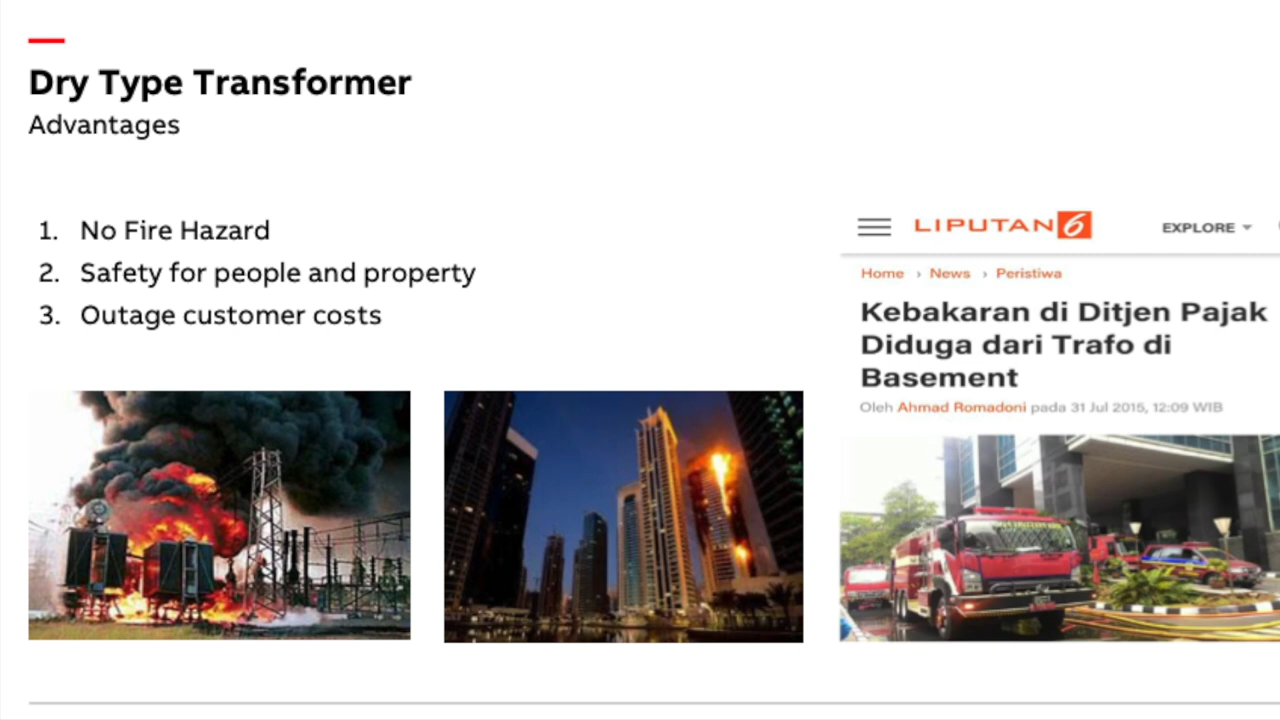 Dry Type Transformer
Advantages
1. No Fire Hazard
2. Safety for people and property
3. Outage customer costs
LIPUTAN 6
EXPLORE
Home › News › Peristiwa
Kebakaran di Ditjen Pajak
Diduga dari Trafo di
Basement
Oleh Ahmad Romadoni pada 31 Jul 2015, 12:09 WIB